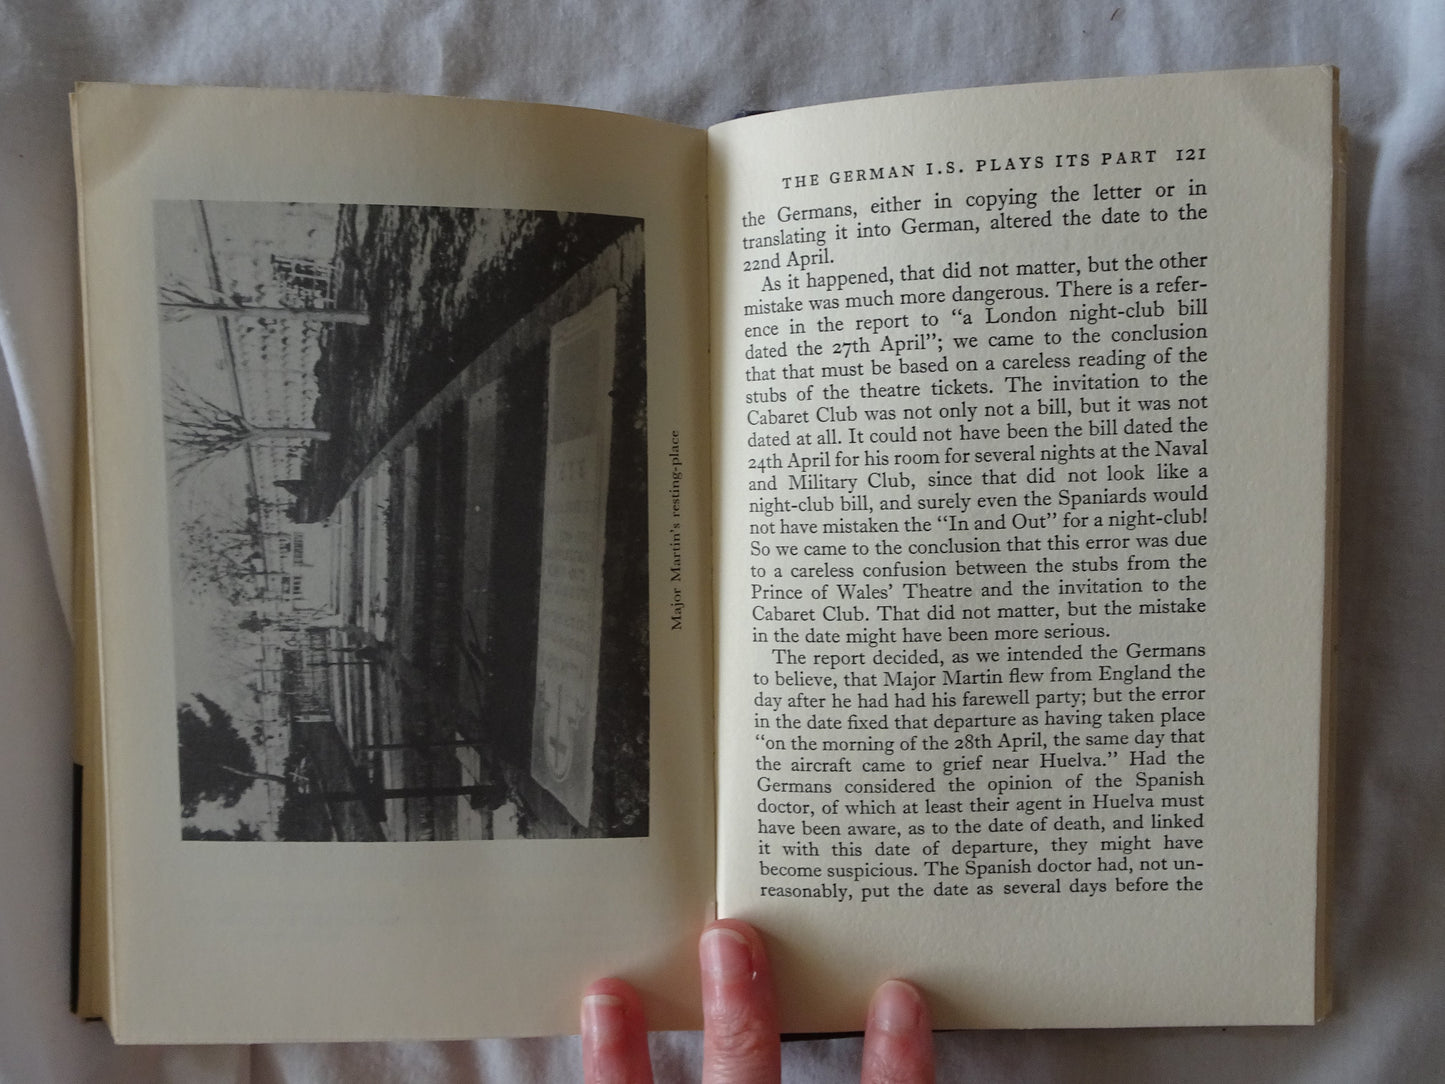 Major Martin's resting-place
THE GERMAN I.S. PLAYS ITS PART 121
the Germans, either in copying the letter or in
translating it into German, altered the date to the
22nd April.
As it happened, that did not matter, but the other
mistake was much more dangerous. There is a refer-
ence in the report to "a London night-club bill
dated the 27th April"; we came to the conclusion
that that must be based on a careless reading of the
stubs of the theatre tickets. The invitation to the
Cabaret Club was not only not a bill, but it was not
dated at all. It could not have been the bill dated the
24th April for his room for several nights at the Naval
and Military Club, since that did not look like a
night-club bill, and surely even the Spaniards would
not have mistaken the "In and Out" for a night-club!
So we came to the conclusion that this error was due
to a careless confusion between the stubs from the
Prince of Wales' Theatre and the invitation to the
Cabaret Club. That did not matter, but the mistake
in the date might have been more serious.
The report decided, as we intended the Germans
to believe, that Major Martin flew from England the
day after he had had his farewell party; but the error
in the date fixed that departure as having taken place
"on the morning of the 28th April, the same day that
the aircraft came to grief near Huelva." Had the
Germans considered the opinion of the Spanish
doctor, of which at least their agent in Huelva must
have been aware, as to the date of death, and linked
it with this date of departure, they might have
become suspicious. The Spanish doctor had, not un-
reasonably, put the date as several days before the